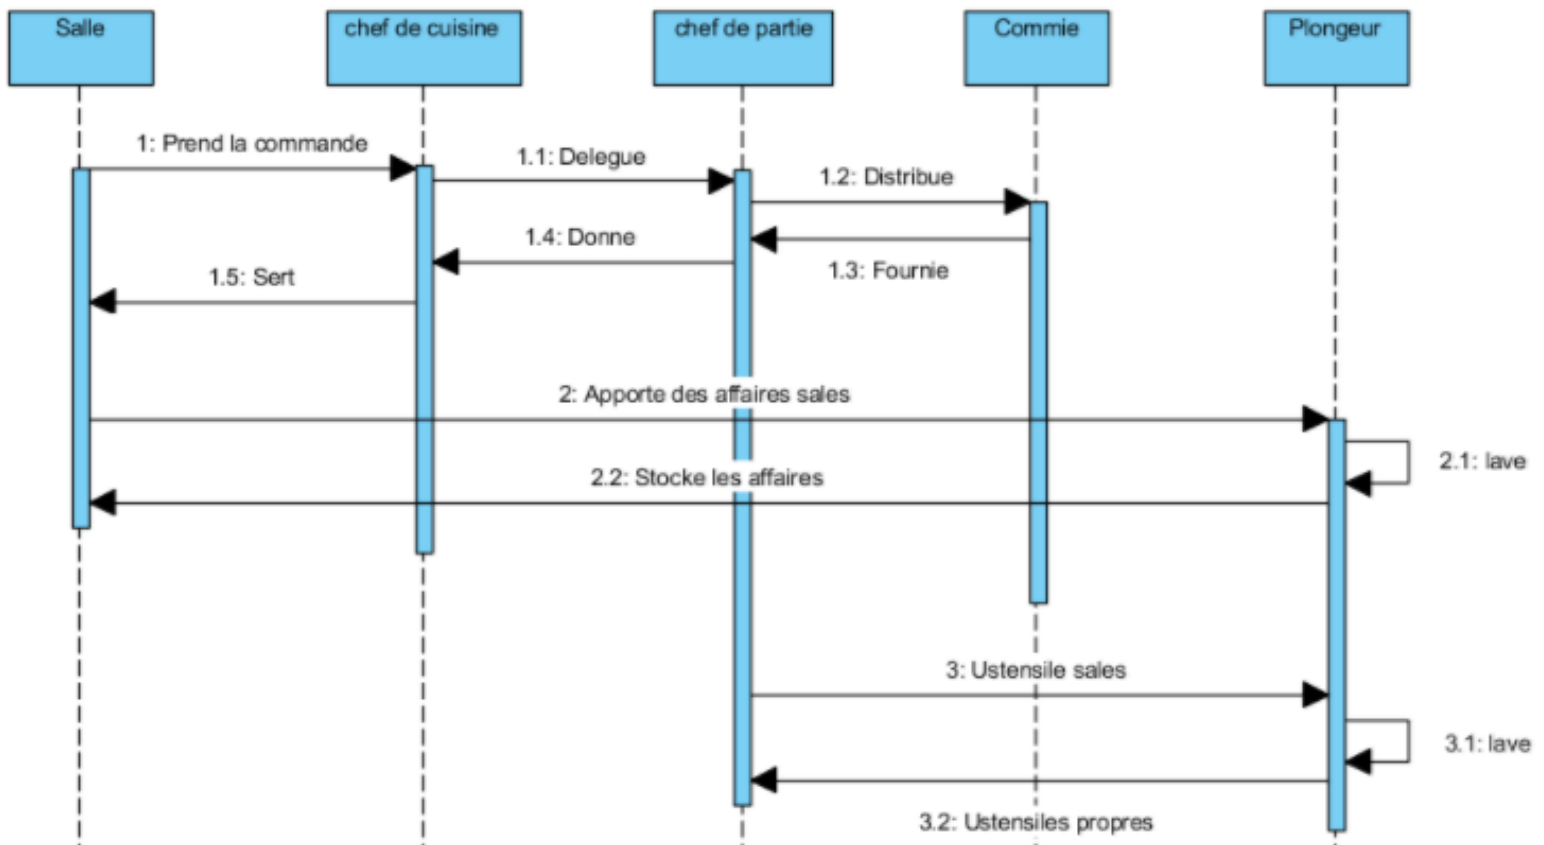 Salle
chef de cuisine
chef de partie
Commie
Plongeur
1: Prend la commande
1.1: Delegue
1.2: Distribue
1.4: Donne
1.3: Fournie
1.5: Sert
2: Apporte des affaires sales
2.1: lave
2.2: Stocke les affaires
3: Ustensile sales
3.1: lave
3.2: Ustensiles propres